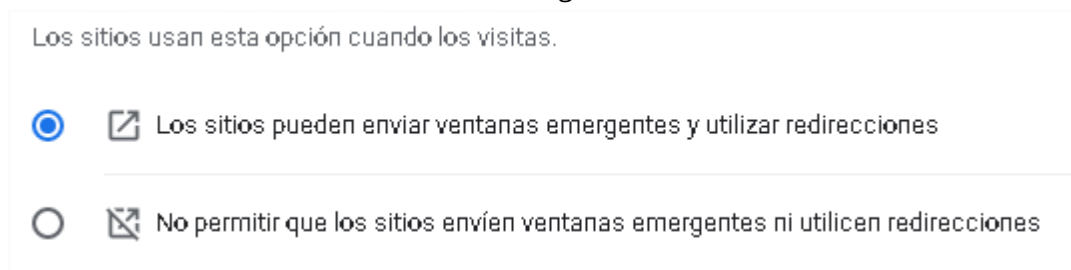 Los sitios usan esta opción cuando los visitas.
Los sitios pueden enviar ventanas emergentes y utilizar redirecciones
No permitir que los sitios envíen ventanas emergentes ni utilicen redirecciones